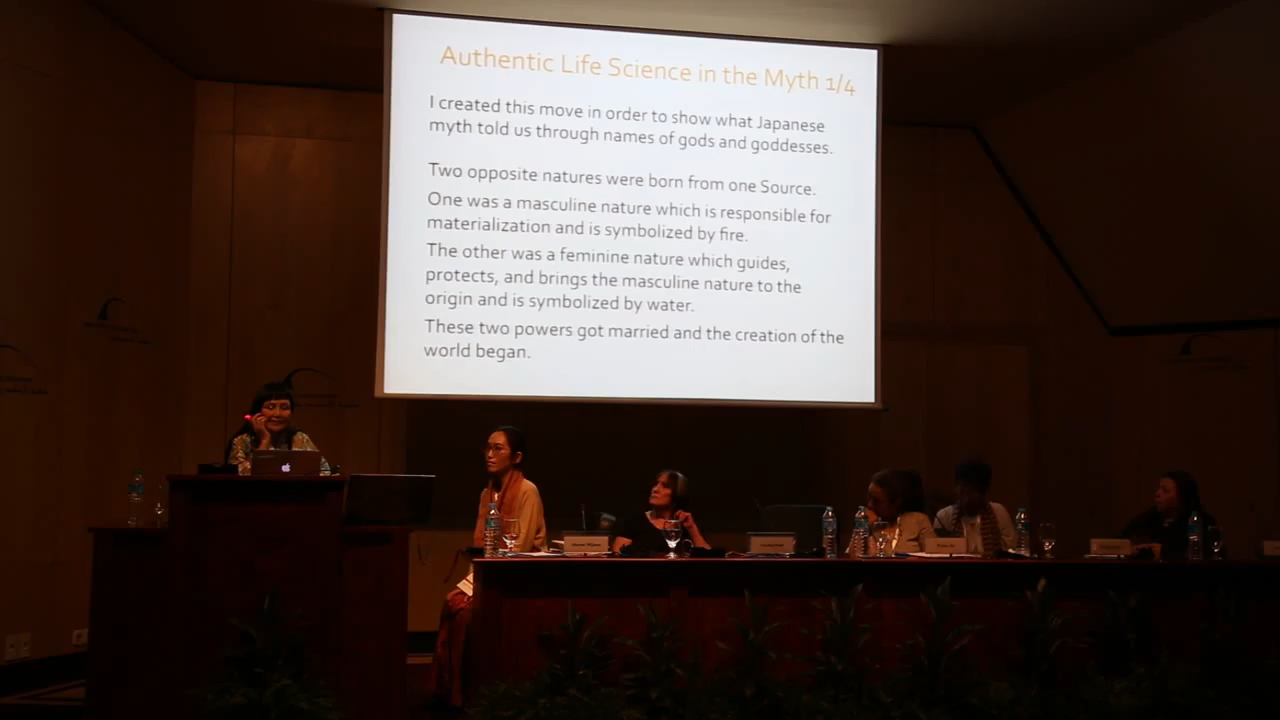 Authentic Life Science in the Myth 1/4
I created this move in order to show what Japanese
myth told us through names of gods and goddesses.
Two opposite natures were born from one Source.
One was a masculine nature which is responsible for
materialization and is symbolized by fire.
The other was a feminine nature which guides,
protects, and brings the masculine nature to the
origin and is symbolized by water.
These two powers got married and the creation of the
world began.